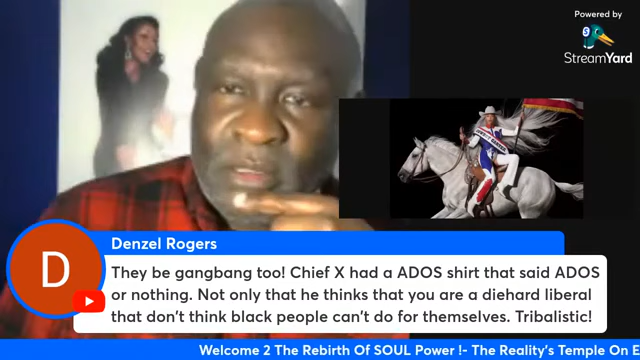 Powered by
StreamYard
Denzel Rogers
D
They be gangbang too! Chief X had a ADOS shirt that said ADOS
or nothing. Not only that he thinks that you are a diehard liberal
that don't think black people can't do for themselves. Tribalistic!
Welcome 2 The Rebirth Of SOUL Power !- The Reality's Temple On E